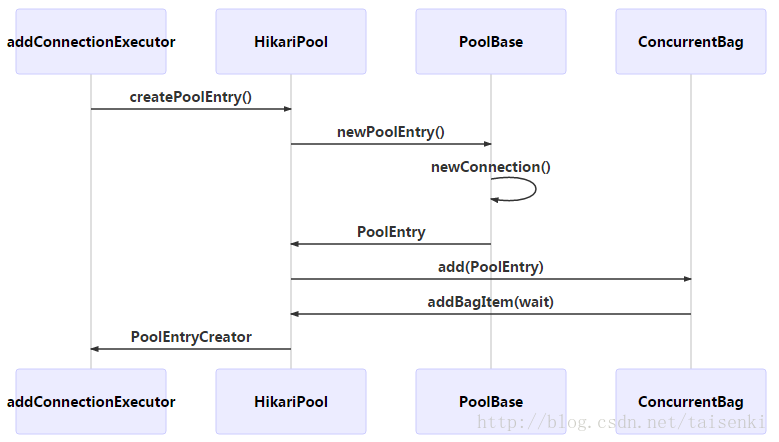 addConnectionExecutor HikariPool PoolBase ConcurrentBag
createPoolEntry()
newPoolEntry()
newConnection()
PoolEntry
add(PoolEntry)
addBagItem(wait)
PoolEntryCreator
addConnectionExecutor HikariPool PoolBase ConcurrentBag
http://blog.csdn.net/taisenki